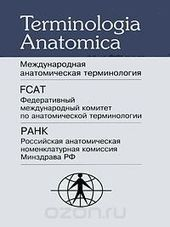 Terminologia
Anatomica
Международная
анатомическая терминология
FCAT
Федеративный
международный комитет
по анатомической терминологии
РАНК
Российская анатомическая
номенклатурная комиссия
Минздрава РФ
ozon.ru